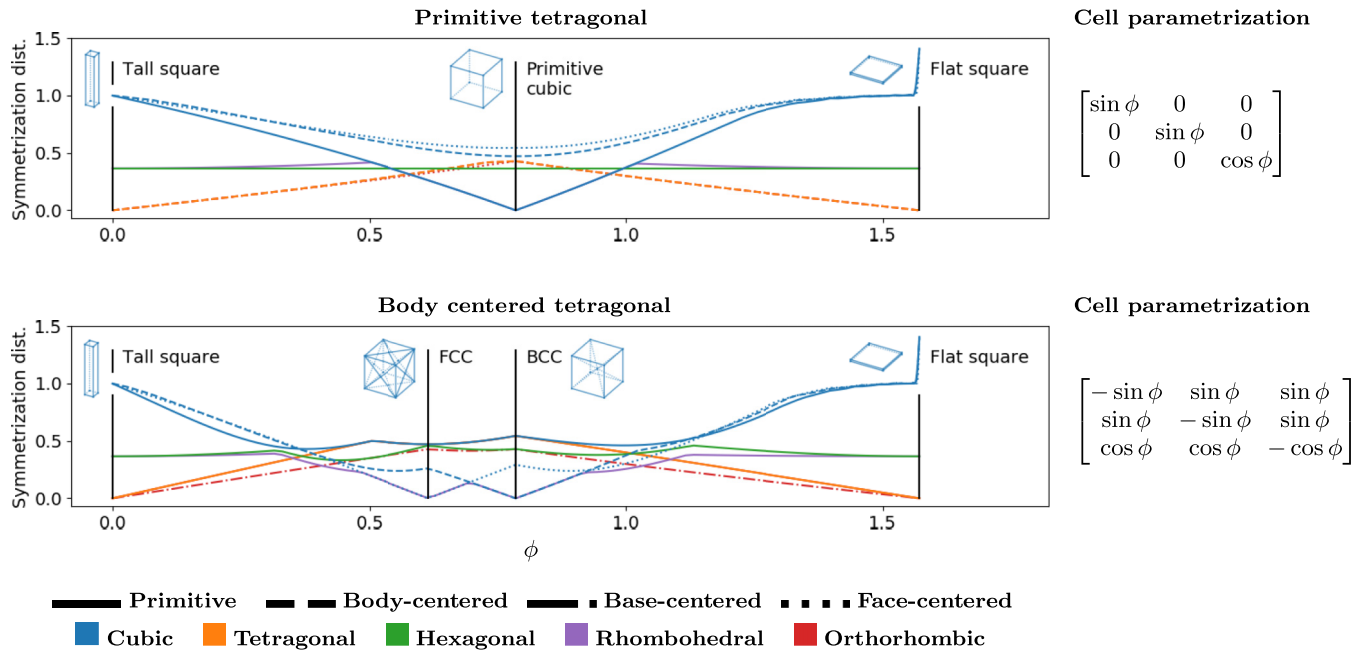 Primitive tetragonal
Cell parametrization
Symmetrization dist.
1.5
1.0
0.5
0.0
Tall square
Primitive
cubic
Flat square
0.0 0.5 1.0 1.5
sin ϕ 0 0
0 sin ϕ 0
0 0 cos ϕ
Body centered tetragonal
Cell parametrization
Symmetrization dist.
1.5
1.0
0.5
0.0
Tall square
FCC
BCC
Flat square
0.0 0.5 1.0 1.5
ϕ
− sin ϕ sin ϕ sin ϕ
sin ϕ − sin ϕ sin ϕ
cos ϕ cos ϕ − cos ϕ
Primitive Body-centered Base-centered Face-centered
Cubic Tetragonal Hexagonal Rhombohedral Orthorhombic